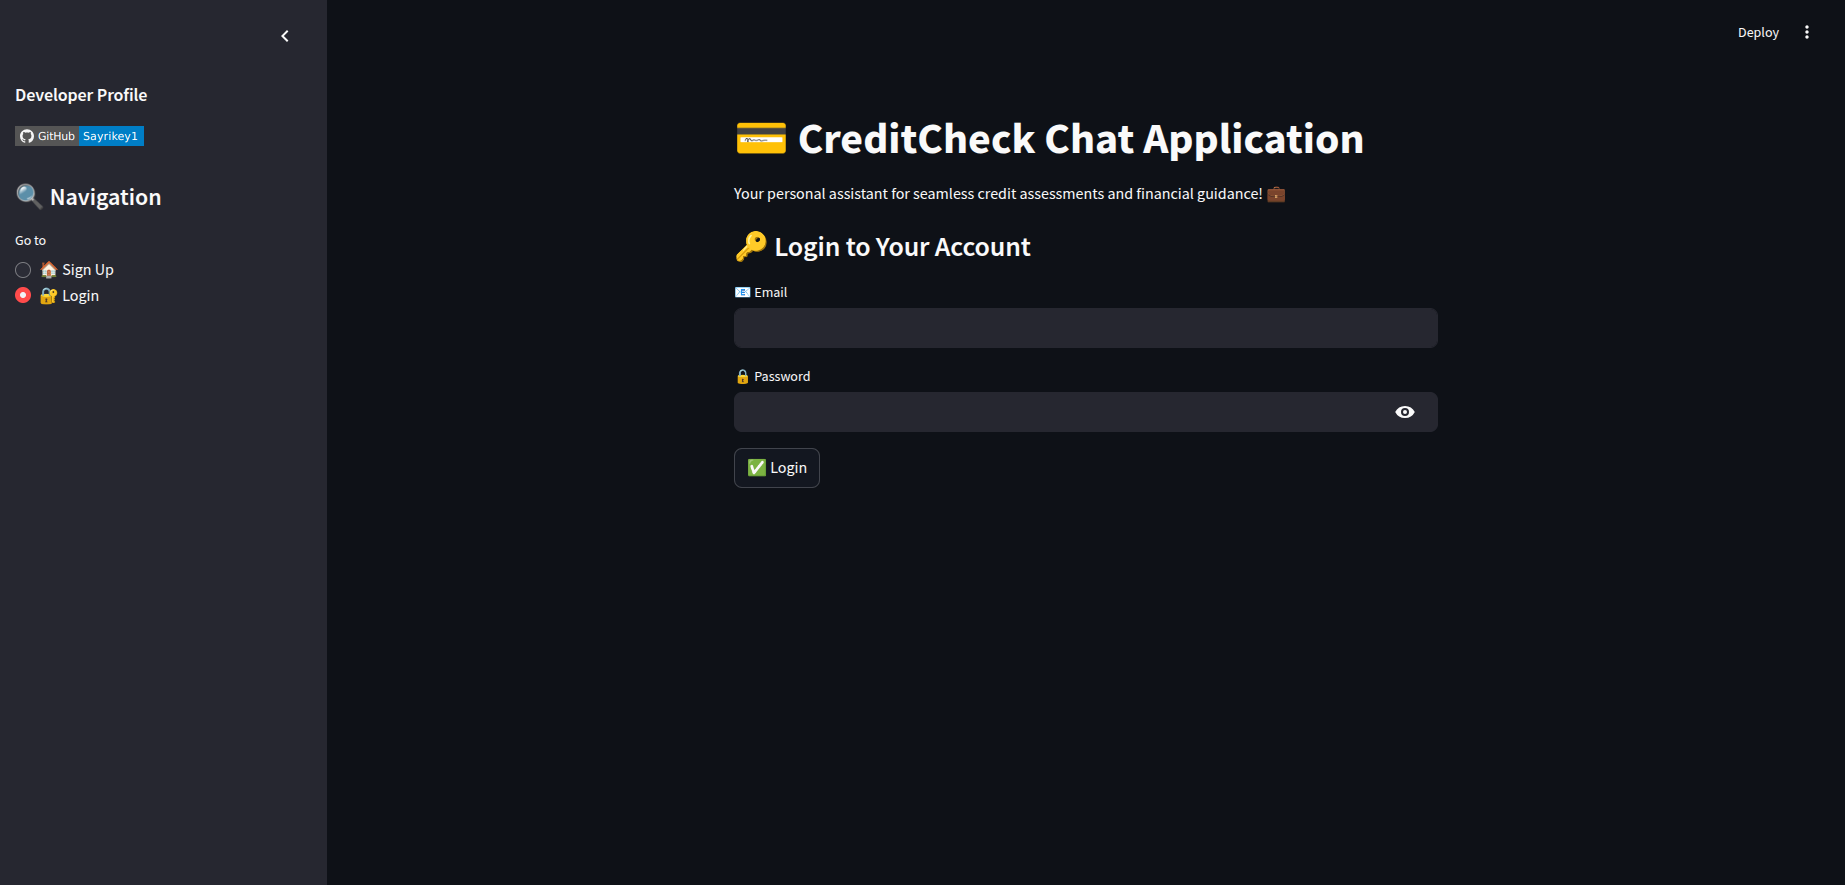 Deploy
Developer Profile
GitHub Sayrikey1
🔍 Navigation
Go to
🏠 Sign Up
🔐 Login
💳 CreditCheck Chat Application
Your personal assistant for seamless credit assessments and financial guidance! 💼
🔑 Login to Your Account
📧 Email
🔒 Password
✅ Login